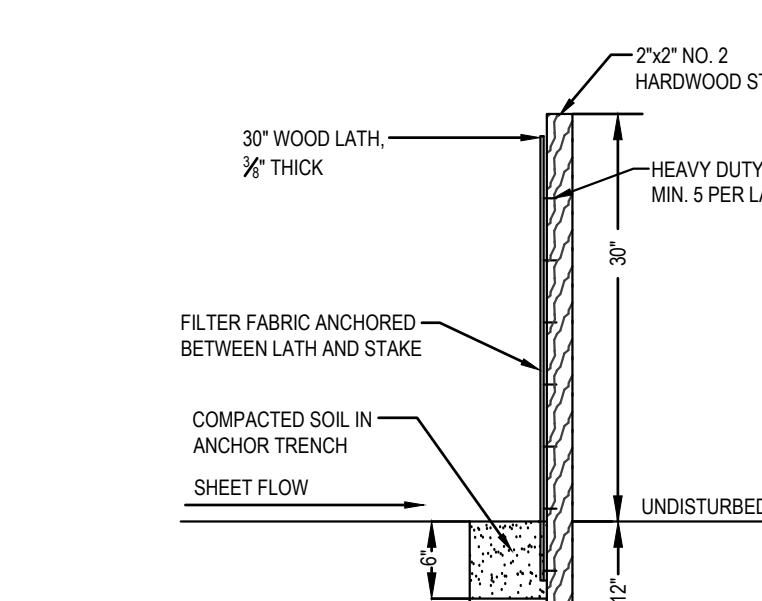 2"x2" NO. 2
HARDWOOD
30" WOOD LATH,
3/8" THICK
HEAVY DUTY
MIN. 5 PER
30"
FILTER FABRIC ANCHORED
BETWEEN LATH AND STAKE
COMPACTED SOIL IN
ANCHOR TRENCH
SHEET FLOW
UNDISTURBED
6"
12"